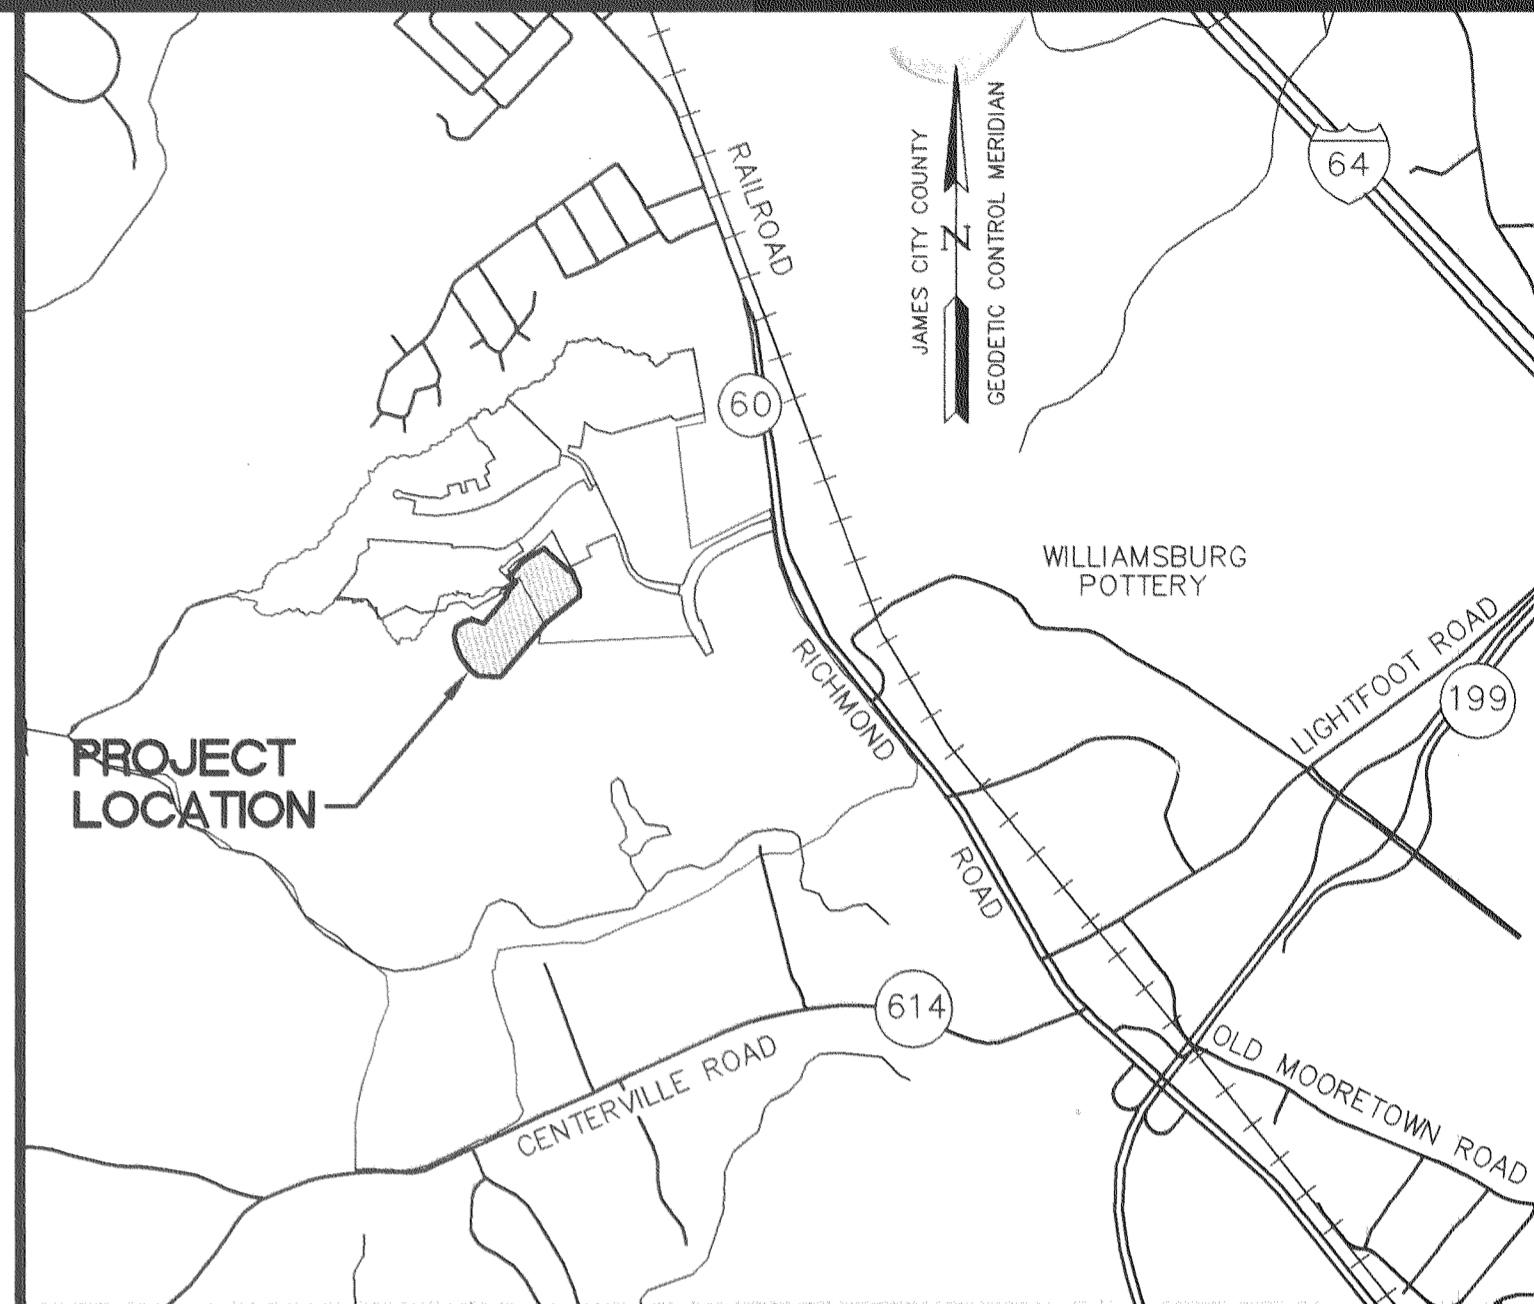 RAILROAD
JAMES CITY COUNTY
N
GEODETIC CONTROL MERIDIAN
64
60
WILLIAMSBURG
POTTERY
LIGHTFOOT ROAD
199
RICHMOND
ROAD
PROJECT
LOCATION
614
CENTERVILLE ROAD
OLD MOORETOWN ROAD